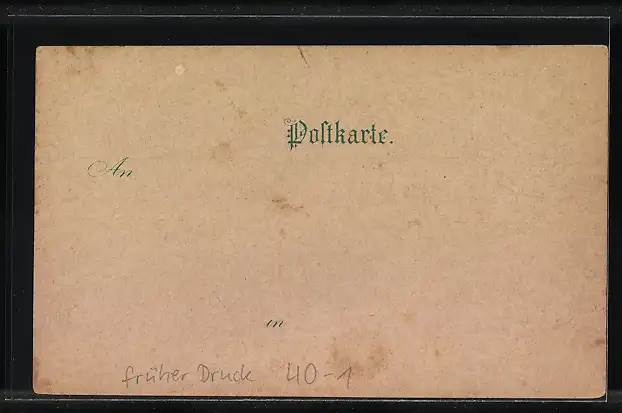 Postkarte.
An
in
früher Druck 40-1